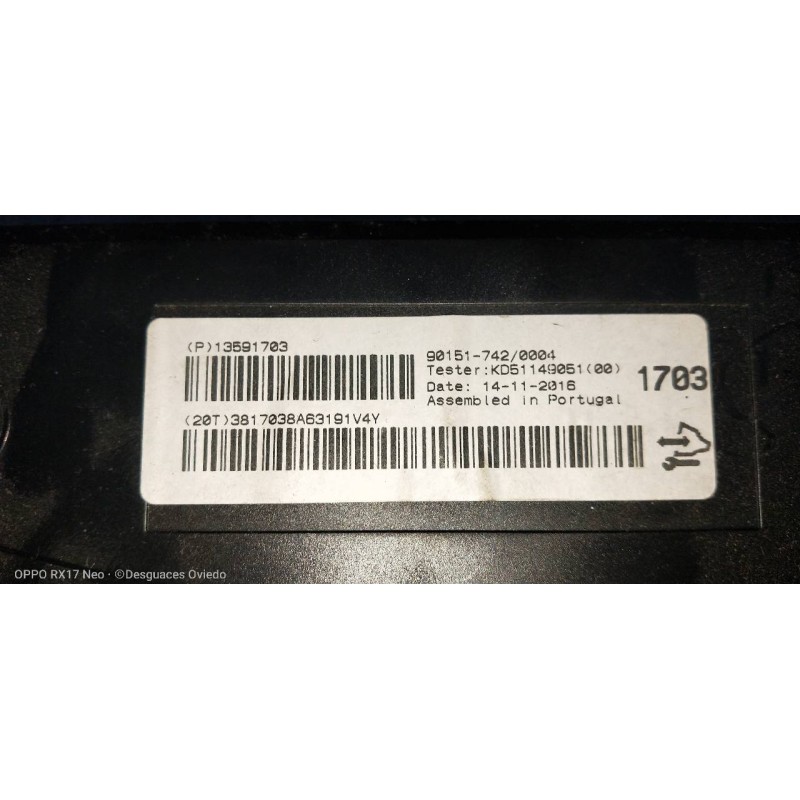 (P)13591703
90151-742/0004
Tester:KD51149051(00)
Date: 14-11-2016
Assembled in Portugal
1703
(20T)3817038A63191V4Y
OPPO RX17 Neo · ©Desguaces Oviedo